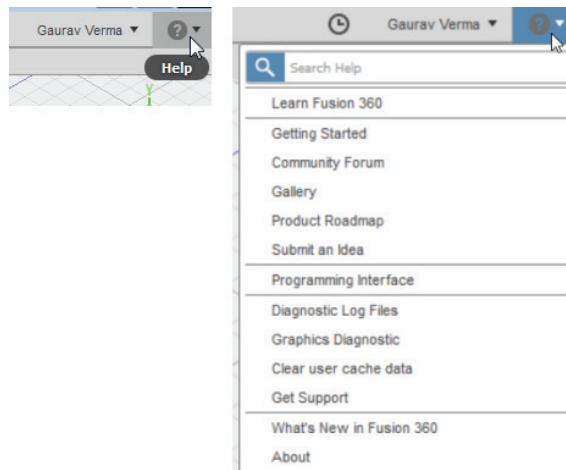 Gaurav Verma
Help
Y
Gaurav Verma
Search Help
Learn Fusion 360
Getting Started
Community Forum
Gallery
Product Roadmap
Submit an Idea
Programming Interface
Diagnostic Log Files
Graphics Diagnostic
Clear user cache data
Get Support
What's New in Fusion 360
About